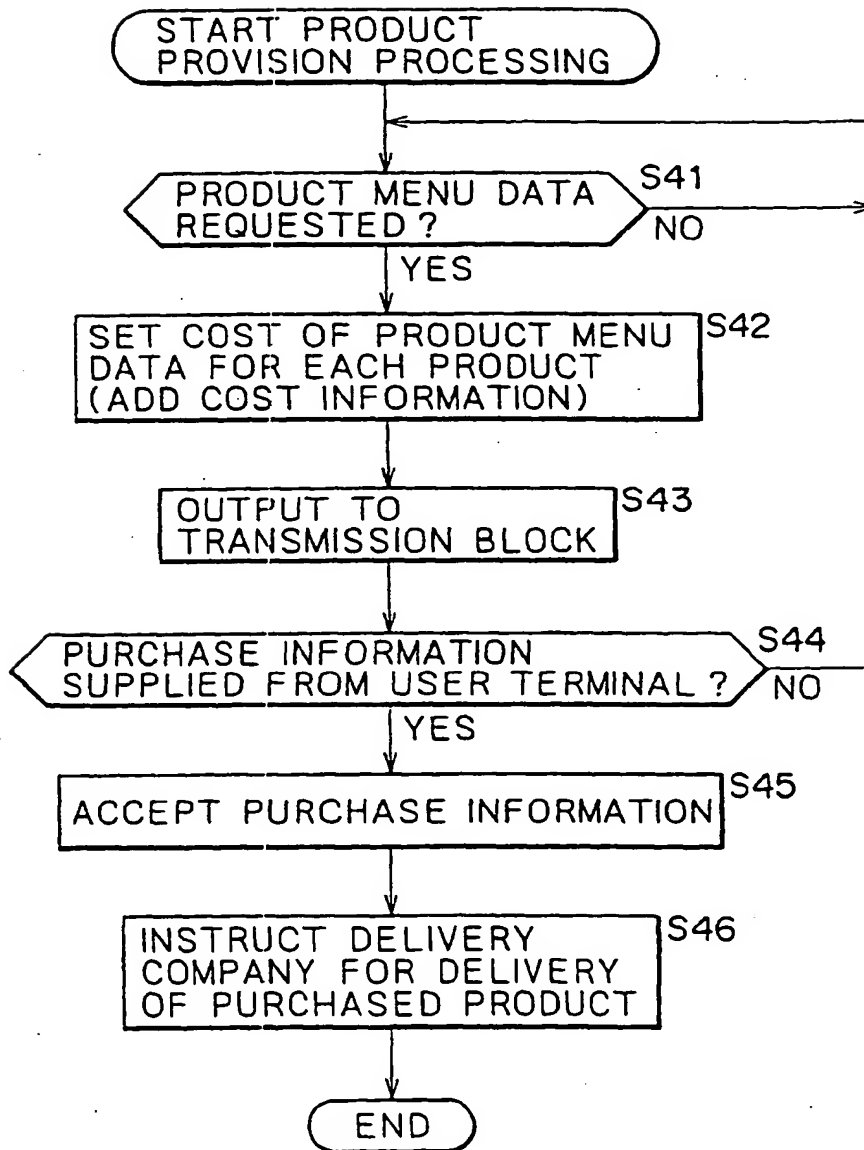 START PRODUCT
PROVISION PROCESSING
PRODUCT MENU DATA
REQUESTED?
S41
NO
YES
SET COST OF PRODUCT MENU
DATA FOR EACH PRODUCT
(ADD COST INFORMATION)
S42
OUTPUT TO
TRANSMISSION BLOCK
S43
PURCHASE INFORMATION
SUPPLIED FROM USER TERMINAL?
S44
NO
YES
ACCEPT PURCHASE INFORMATION
S45
INSTRUCT DELIVERY
COMPANY FOR DELIVERY
OF PURCHASED PRODUCT
S46
END